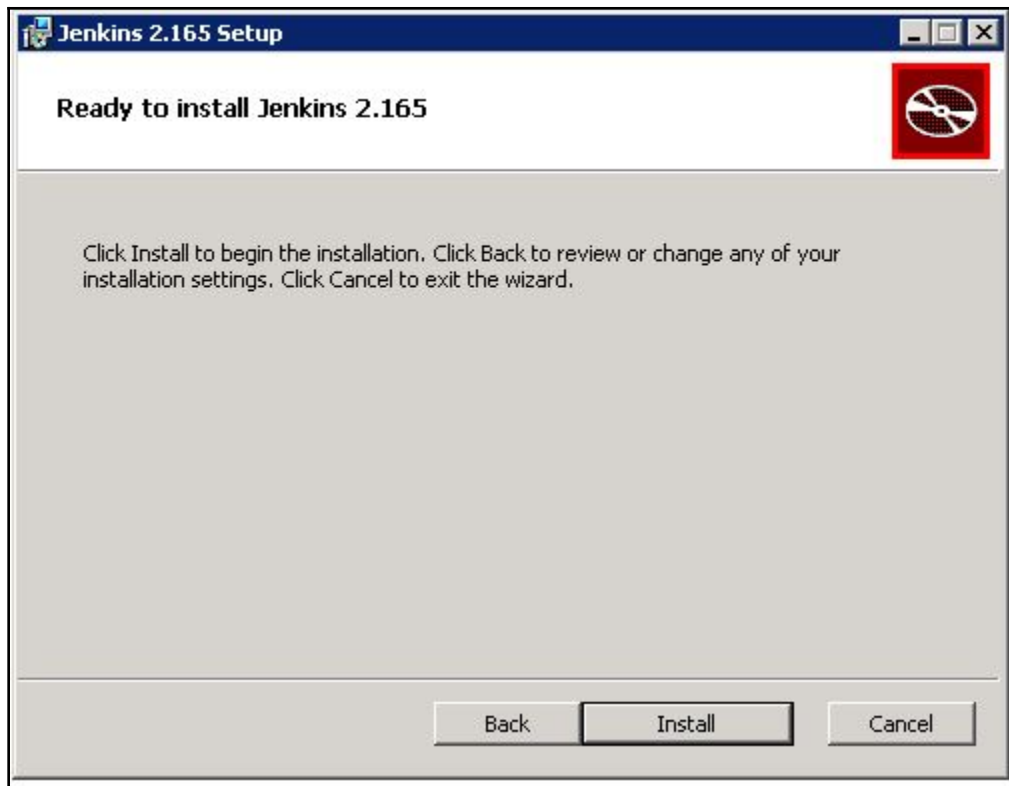 Jenkins 2.165 Setup
Ready to install Jenkins 2.165
Click Install to begin the installation. Click Back to review or change any of your
installation settings. Click Cancel to exit the wizard.
Back Install Cancel